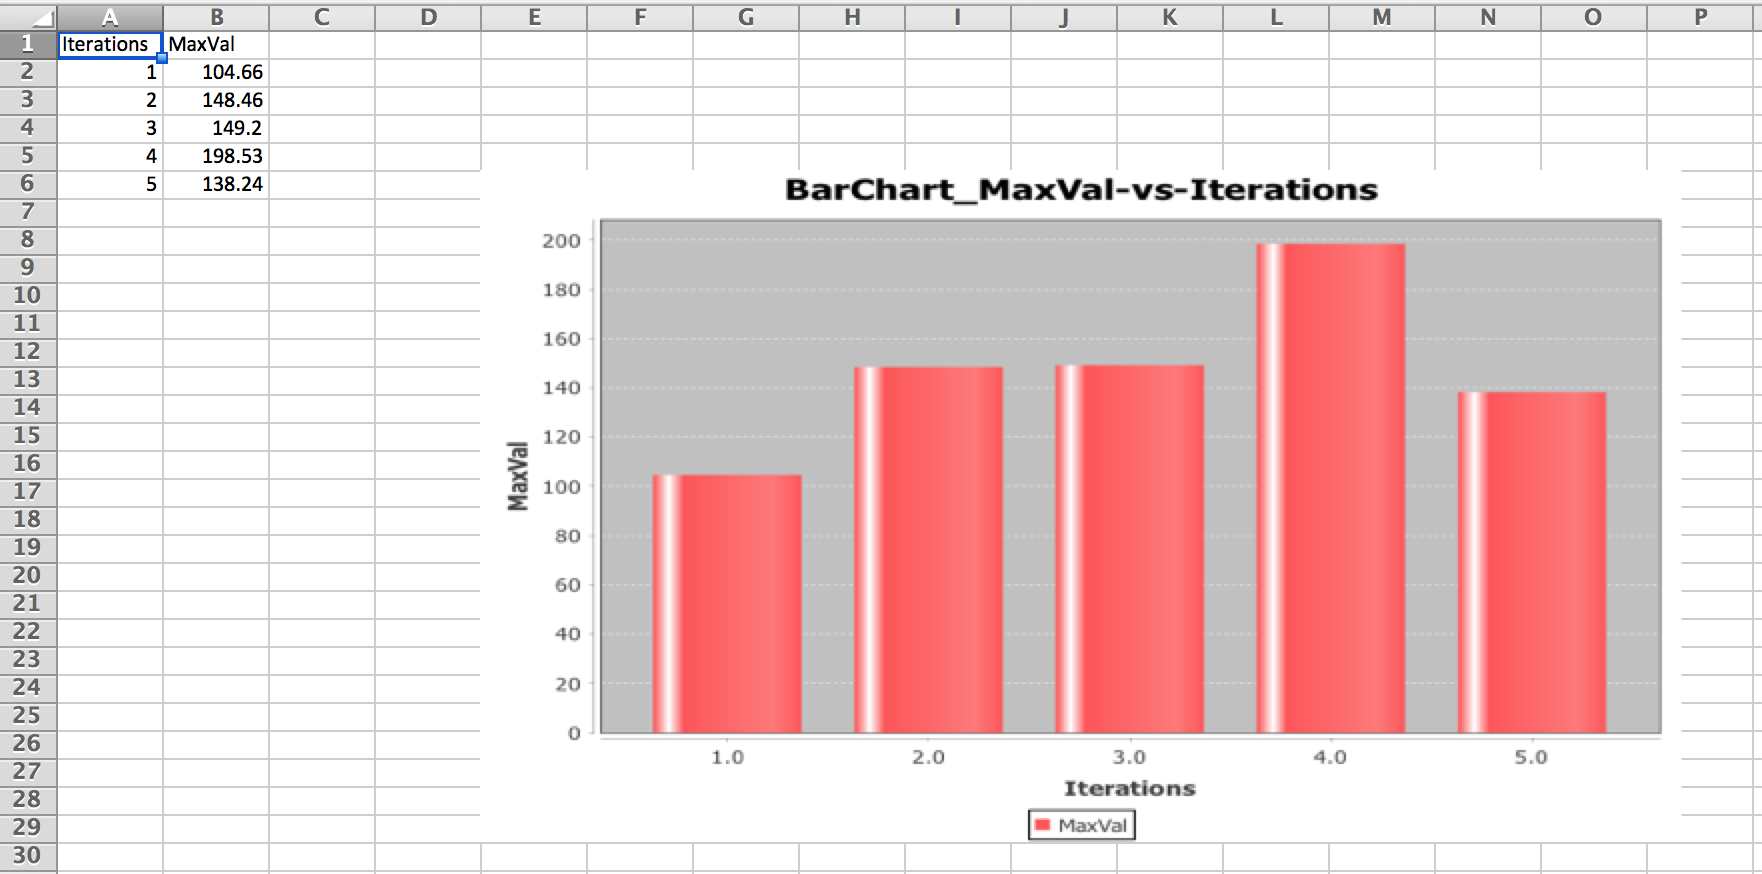 A B C D E F G H I J K L M N O P
1 Iterations MaxVal
2 1 104.66
3 2 148.46
4 3 149.2
5 4 198.53
6 5 138.24
7
8
9
10
11
12
13
14
15
16
17
18
19
20
21
22
23
24
25
26
27
28
29
30
BarChart_MaxVal-vs-Iterations
MaxVal
200
180
160
140
120
100
80
60
40
20
0
1.0 2.0 3.0 4.0 5.0
Iterations
MaxVal